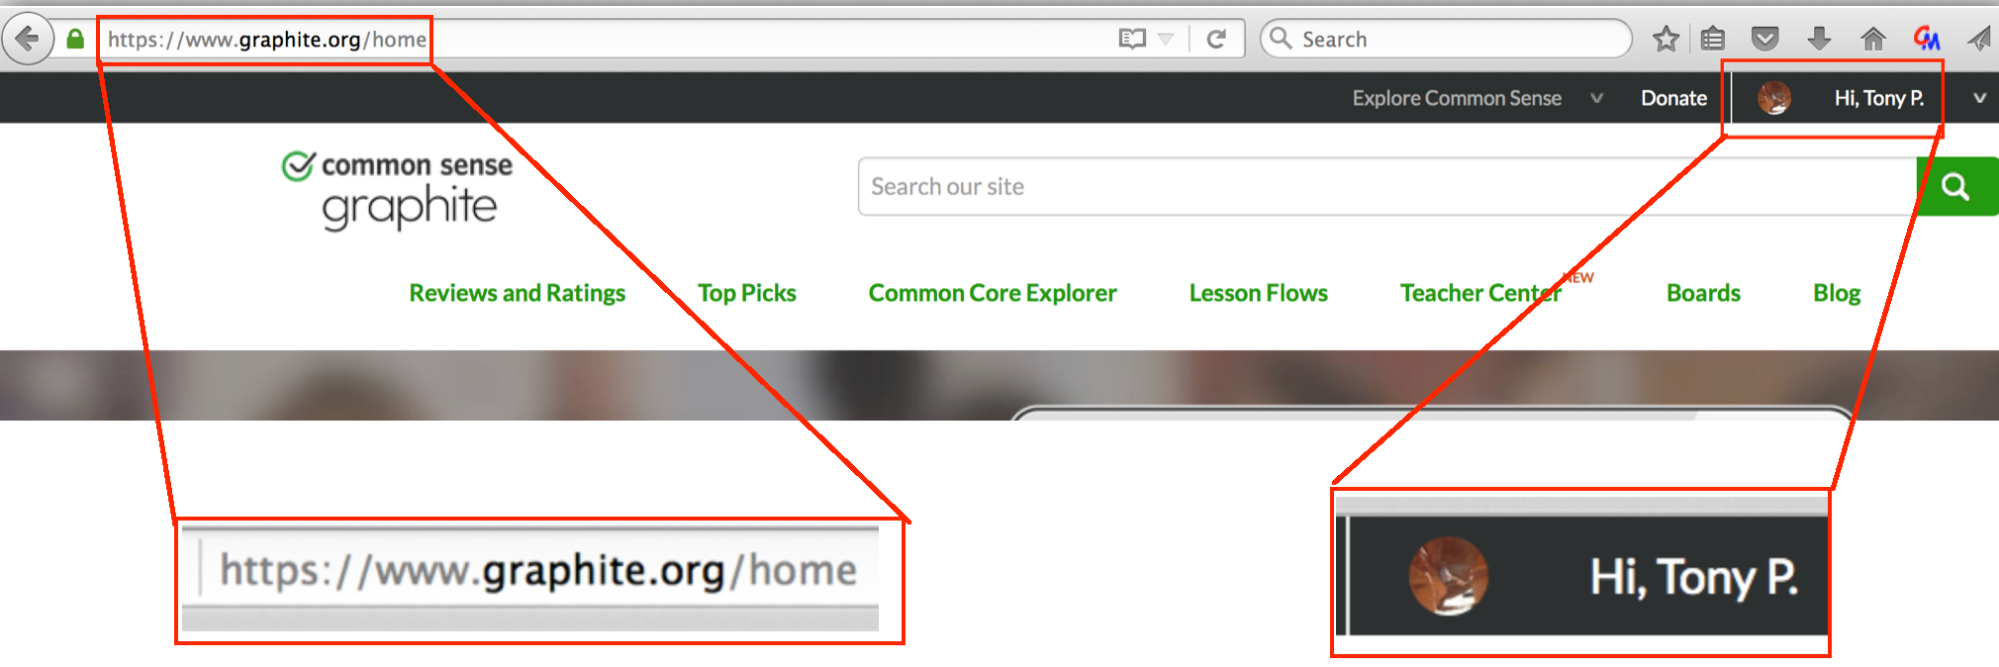 https://www.graphite.org/home
Search
Explore Common Sense
Donate
Hi, Tony P.
common sense
graphite
Search our site
Reviews and Ratings
Top Picks
Common Core Explorer
Lesson Flows
Teacher Center
NEW
Boards
Blog
https://www.graphite.org/home
Hi, Tony P.